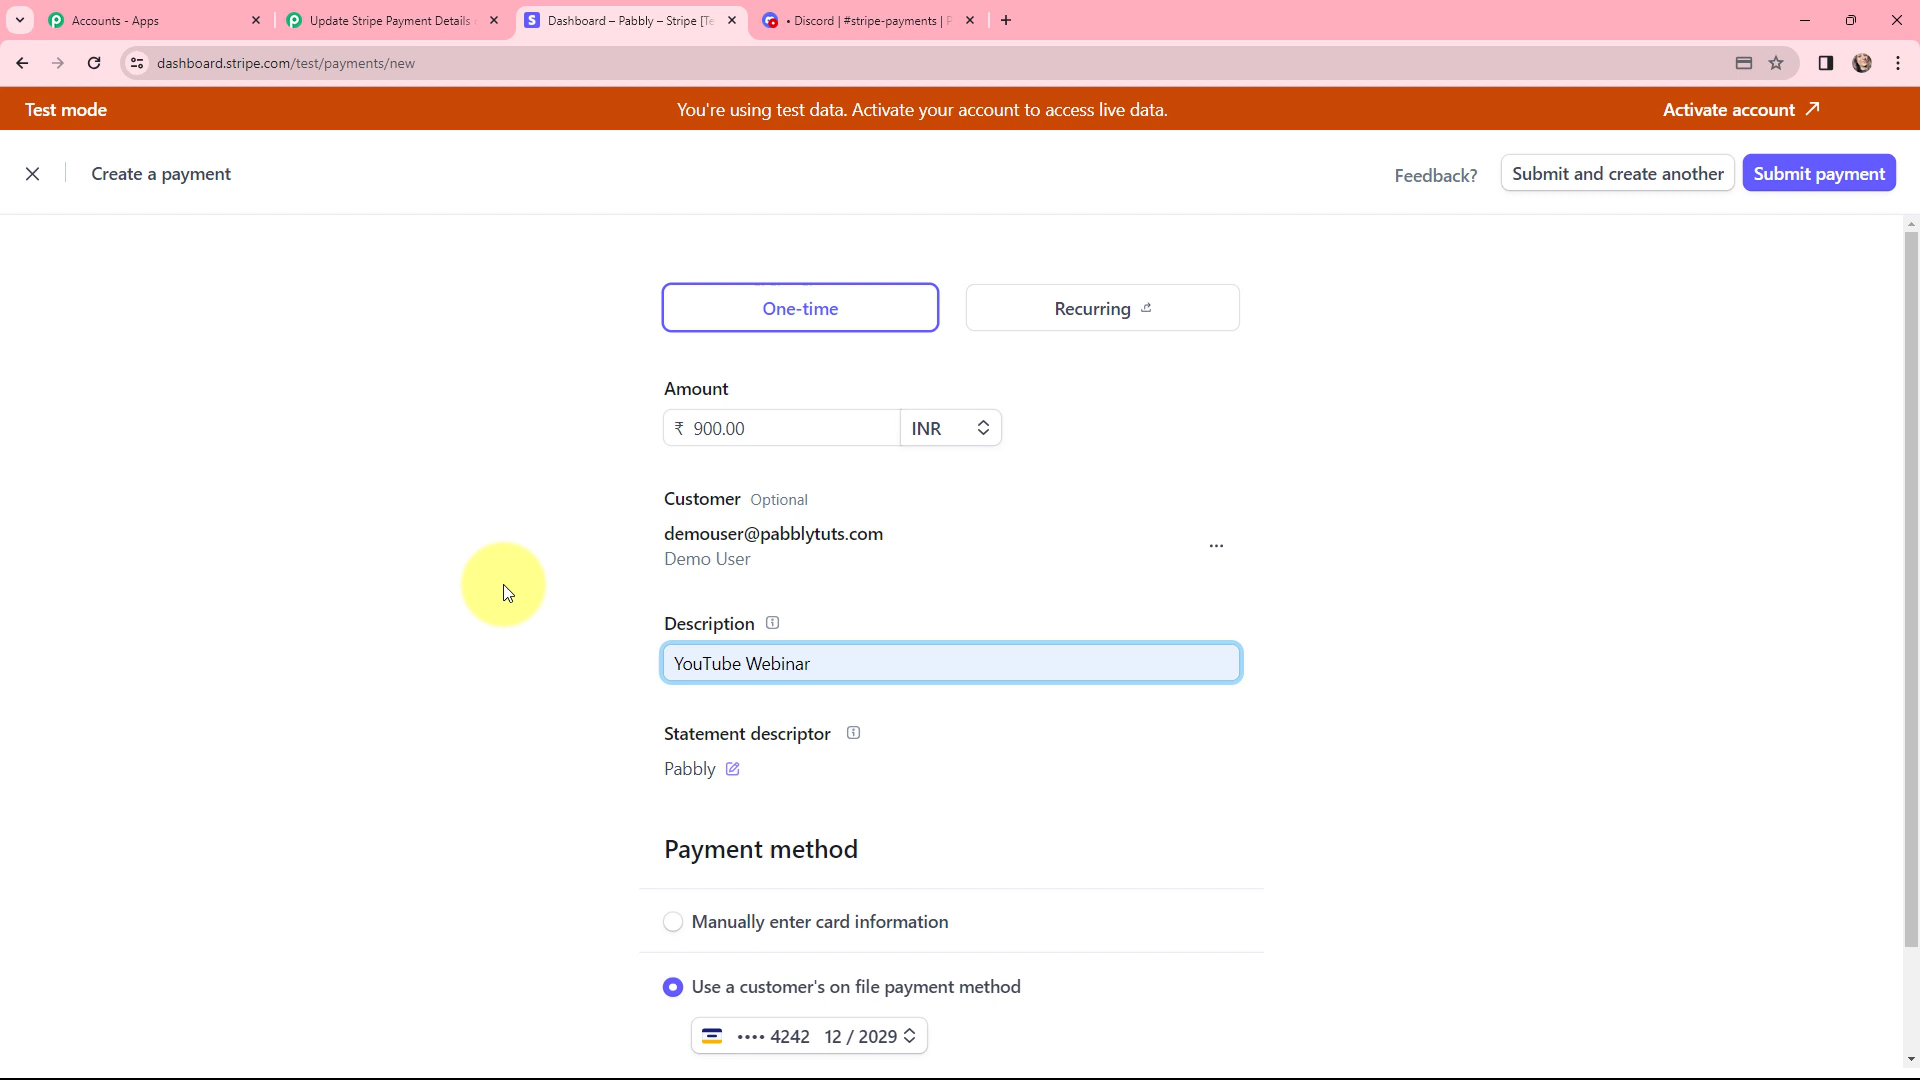 Accounts - Apps
Update Stripe Payment Details
Dashboard – Pabbly – Stripe [Te
• Discord | #stripe-payments | P
dashboard.stripe.com/test/payments/new
Test mode
You're using test data. Activate your account to access live data.
Activate account
Create a payment
Feedback?
Submit and create another
Submit payment
One-time
Recurring
Amount
₹ 900.00 INR
Customer Optional
demouser@pabblytuts.com
Demo User
Description
YouTube Webinar
Statement descriptor
Pabbly
Payment method
Manually enter card information
Use a customer's on file payment method
•••• 4242 12 / 2029